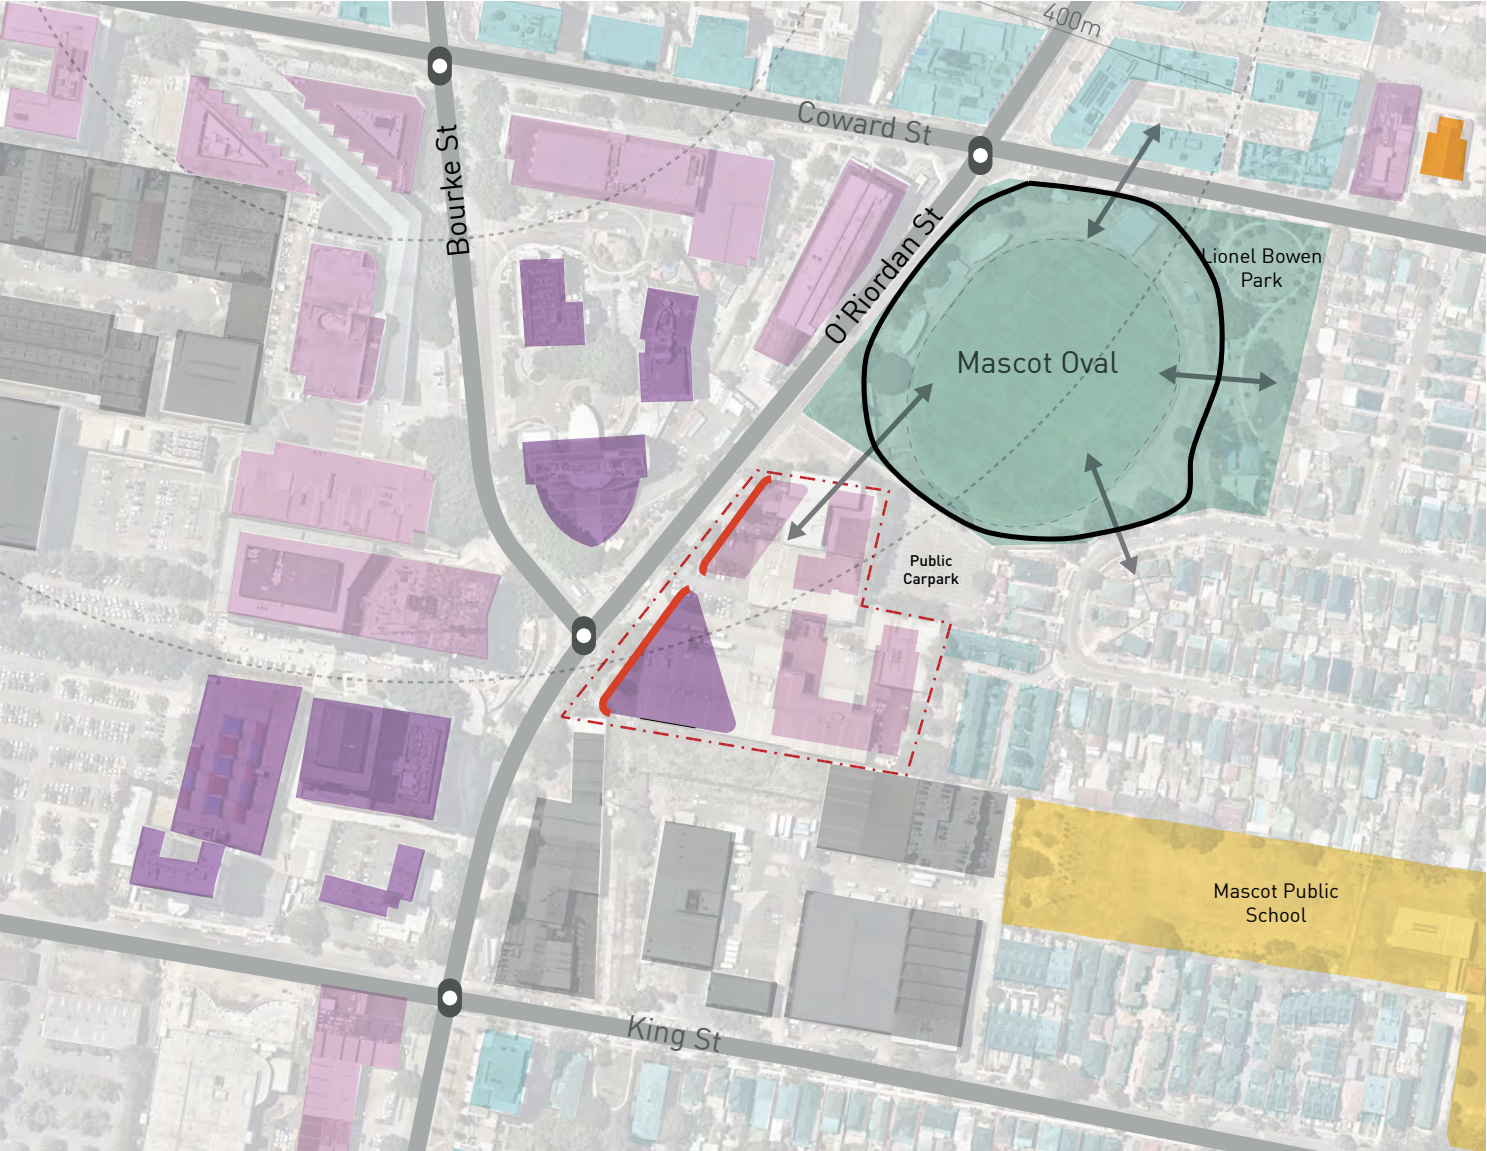 400m
Coward St
Bourke St
O'Riordan St
Lionel Bowen
Park
Mascot Oval
Public
Carpark
Mascot Public
School
King St